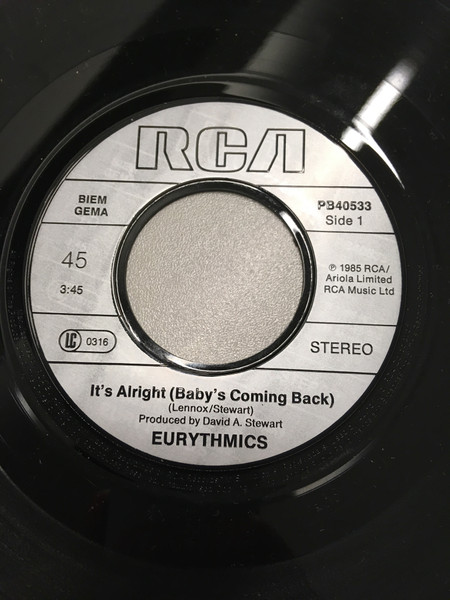 RCA
BIEM
GEMA
PB40533
Side 1
45
3:45
℗ 1985 RCA/
Ariola Limited
RCA Music Ltd
LC 0316
STEREO
It's Alright (Baby's Coming Back)
(Lennox/Stewart)
Produced by David A. Stewart
EURYTHMICS